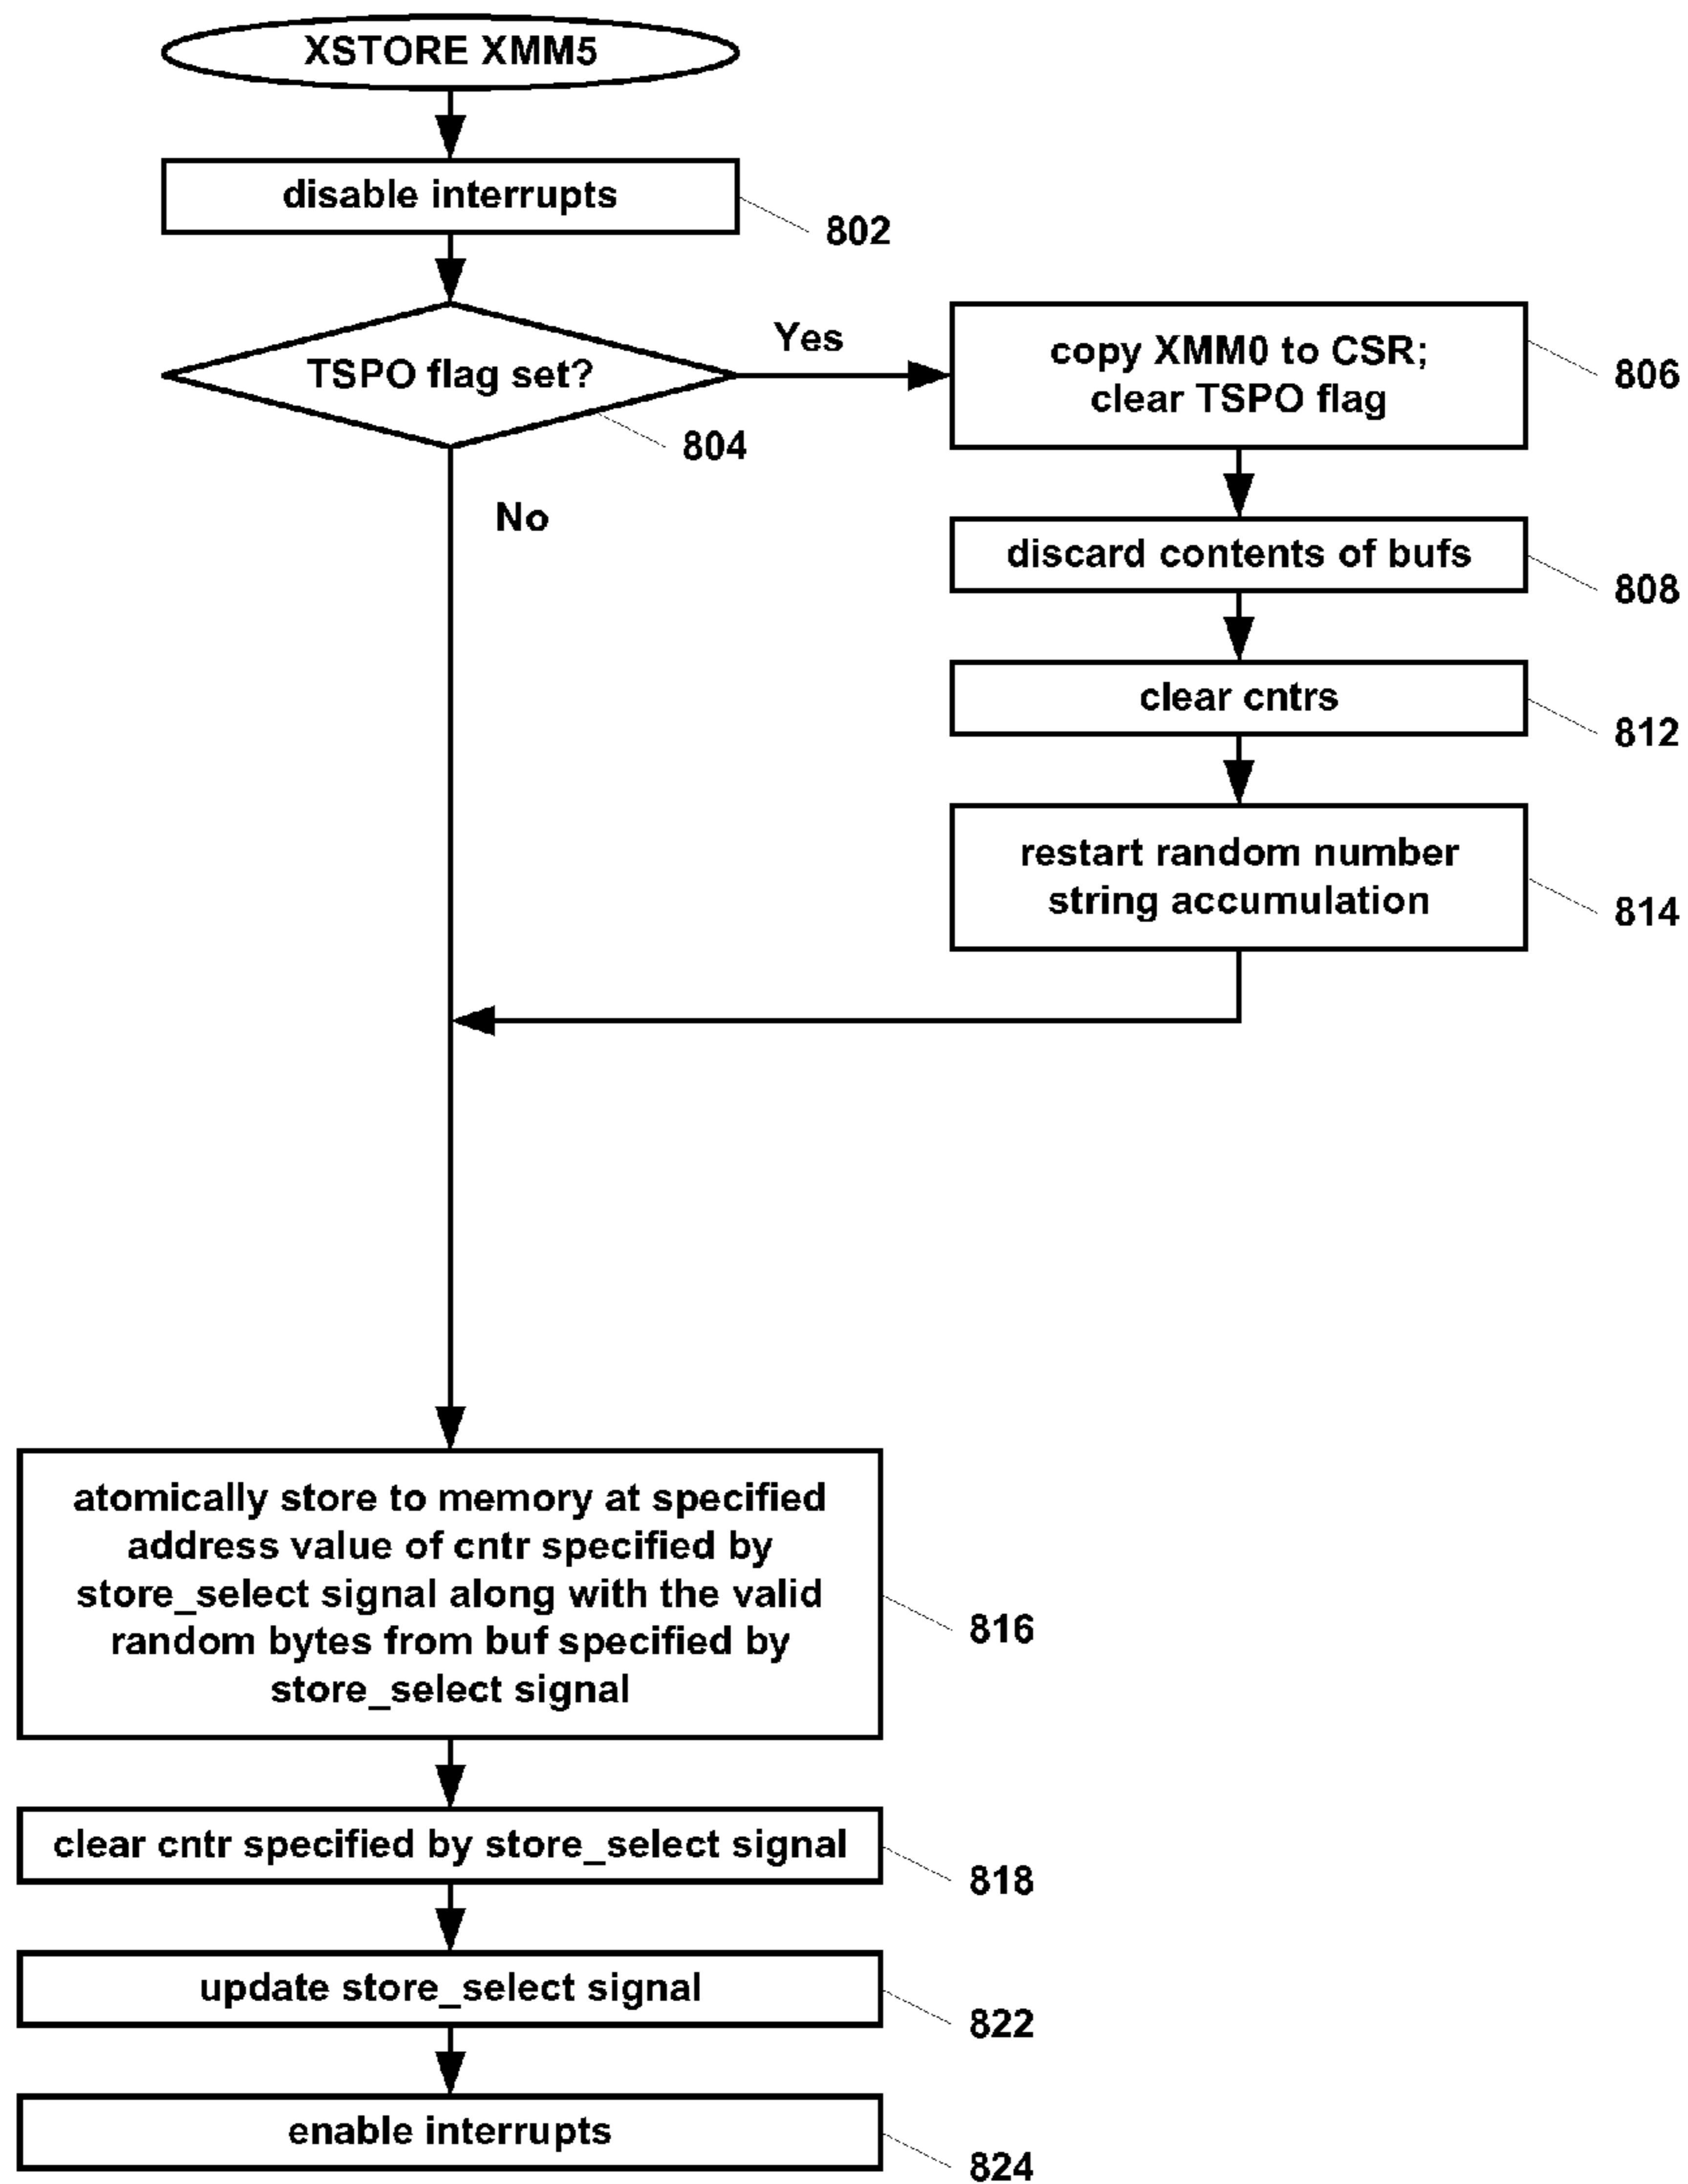 XSTORE XMM5
disable interrupts
802
TSPO flag set?
804
Yes
No
copy XMM0 to CSR;
clear TSPO flag
806
discard contents of bufs
808
clear cntrs
812
restart random number
string accumulation
814
atomically store to memory at specified
address value of cntr specified by
store_select signal along with the valid
random bytes from buf specified by
store_select signal
816
clear cntr specified by store_select signal
818
update store_select signal
822
enable interrupts
824